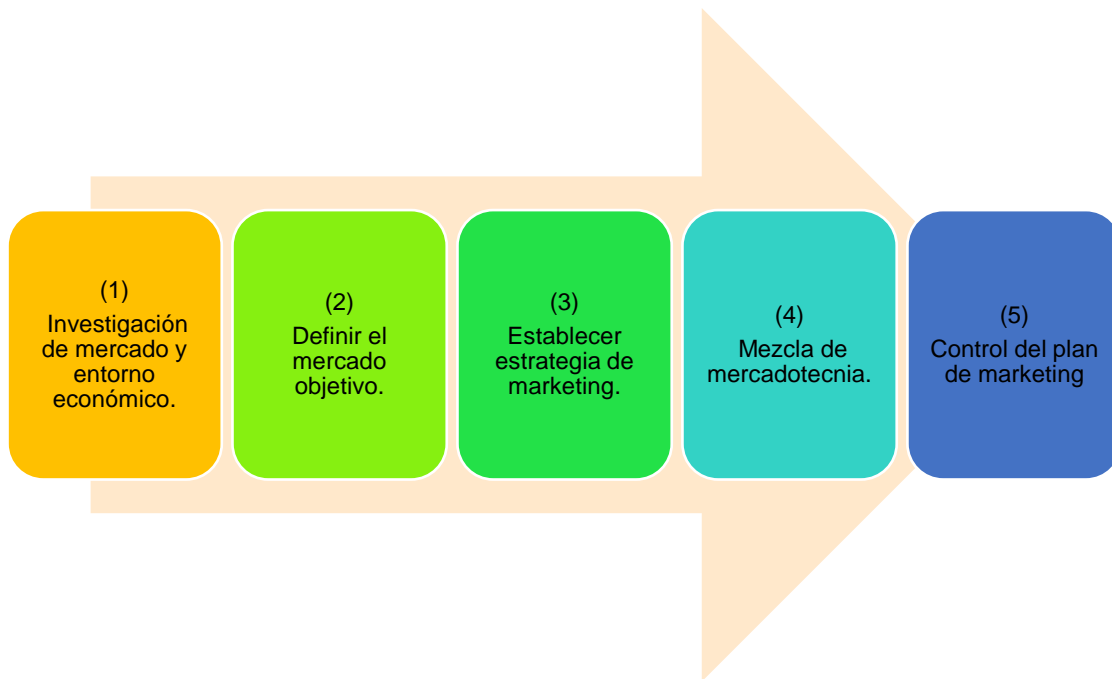 (1)
Investigación
de mercado y
entorno
económico.
(2)
Definir el
mercado
objetivo.
(3)
Establecer
estrategia de
marketing.
(4)
Mezcla de
mercadotecnia.
(5)
Control del plan
de marketing